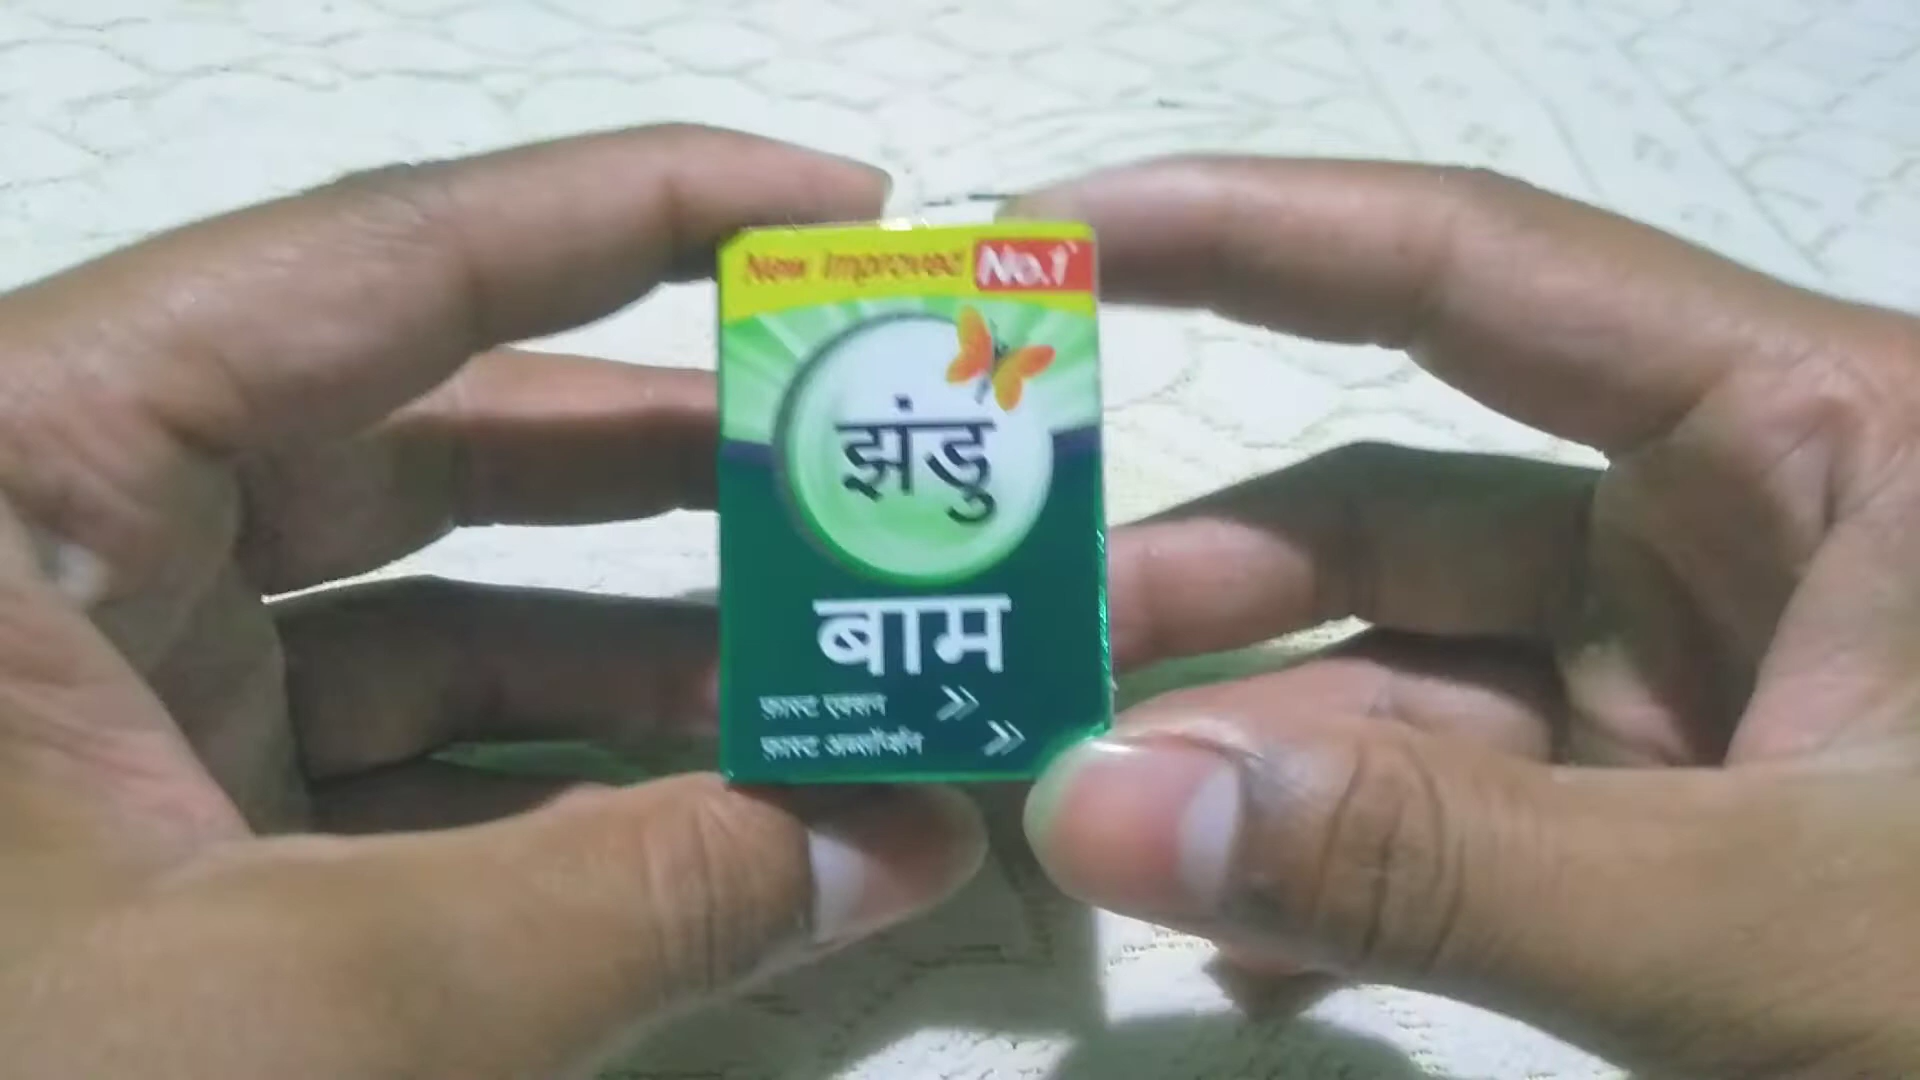 New Improved No.1
झंडु
बाम
फ़ास्ट एक्शन
फ़ास्ट अब्सॉर्प्शन